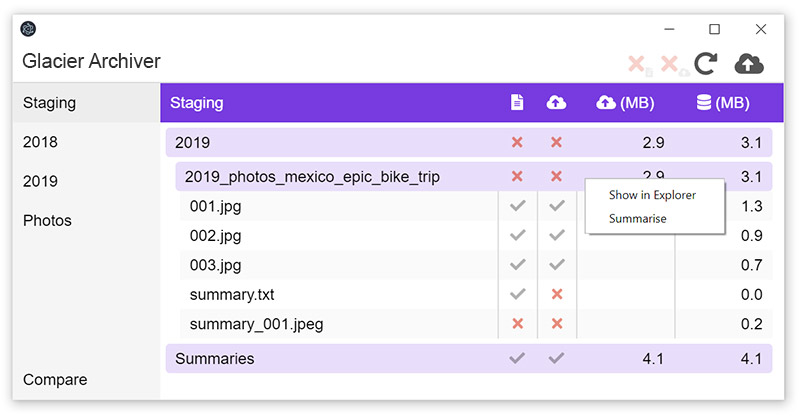 Glacier Archiver
Staging
2018
2019
Photos
Compare
Staging (MB) (MB)
2019 2.9 3.1
2019_photos_mexico_epic_bike_trip 2.9 3.1
Show in Explorer
Summarise
001.jpg 1.3
002.jpg 0.9
003.jpg 0.7
summary.txt 0.0
summary_001.jpeg 0.2
Summaries 4.1 4.1